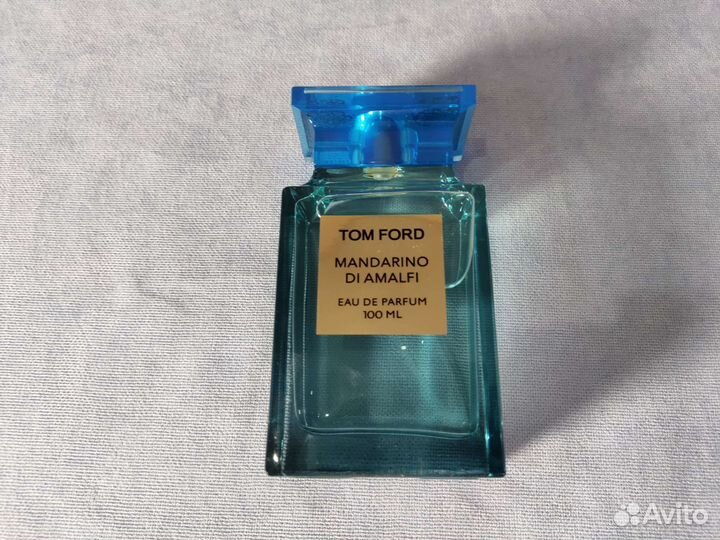 TOM FORD
MANDARINO
DI AMALFI
EAU DE PARFUM
100 ML
Avito